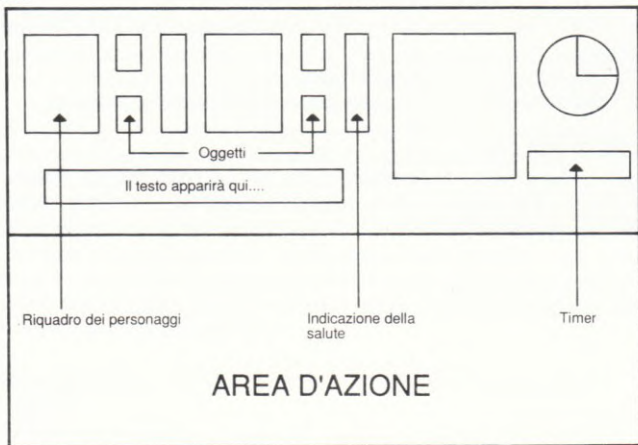 Oggetti
Il testo apparirà qui....
Riquadro dei personaggi
Indicazione della
salute
Timer
AREA D'AZIONE